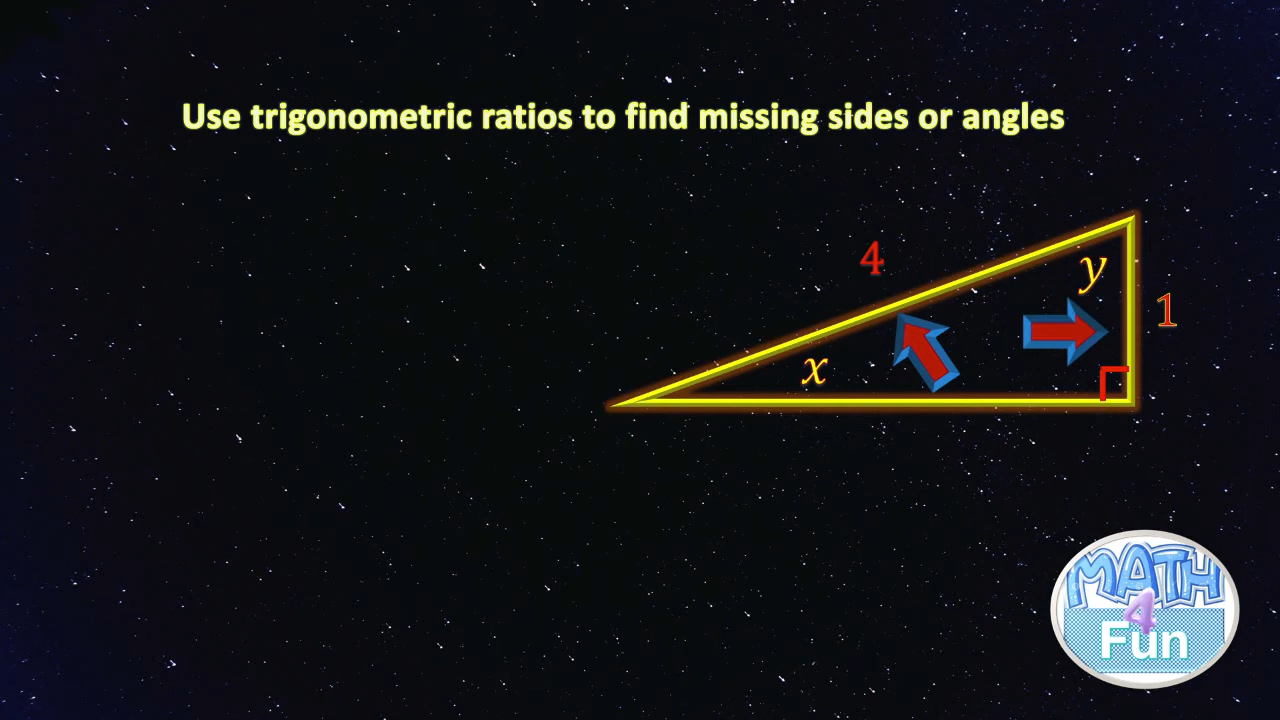 Use trigonometric ratios to find missing sides or angles
4
y
1
x
MATH
4
Fun